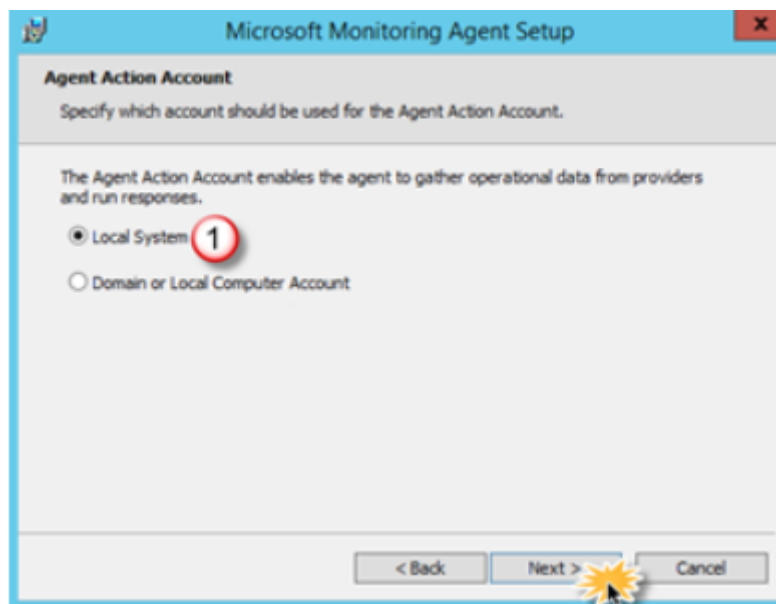 Microsoft Monitoring Agent Setup
x
Agent Action Account
Specify which account should be used for the Agent Action Account.
The Agent Action Account enables the agent to gather operational data from providers
and run responses.
Local System 1
Domain or Local Computer Account
< Back Next > Cancel